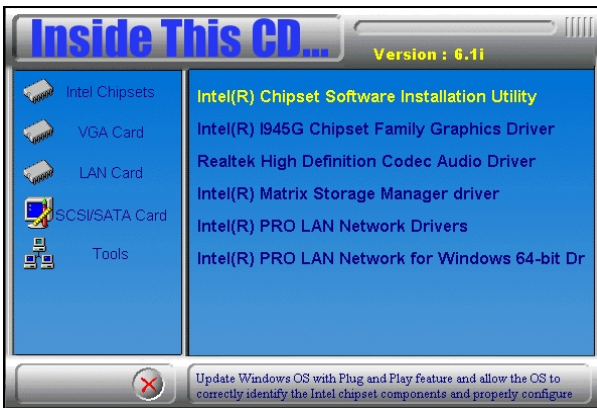 Inside This CD...
Version : 6.1i
Intel Chipsets
VGA Card
LAN Card
SCSI/SATA Card
Tools
Intel(R) Chipset Software Installation Utility
Intel(R) I945G Chipset Family Graphics Driver
Realtek High Definition Codec Audio Driver
Intel(R) Matrix Storage Manager driver
Intel(R) PRO LAN Network Drivers
Intel(R) PRO LAN Network for Windows 64-bit Dr
Update Windows OS with Plug and Play feature and allow the OS to
correctly identify the Intel chipset components and properly configure